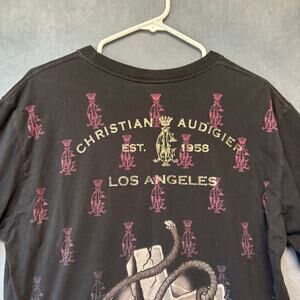 CHRISTIAN AUDIGIER
EST. 1958
LOS ANGELES